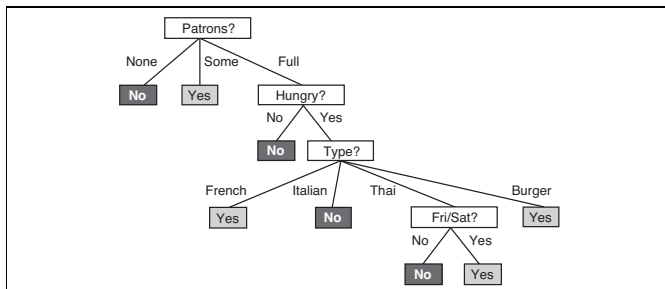 Patrons?
None Some Full
No Yes Hungry?
No Yes
No Type?
French Italian Thai Burger
Yes No Fri/Sat? Yes
No Yes
No Yes